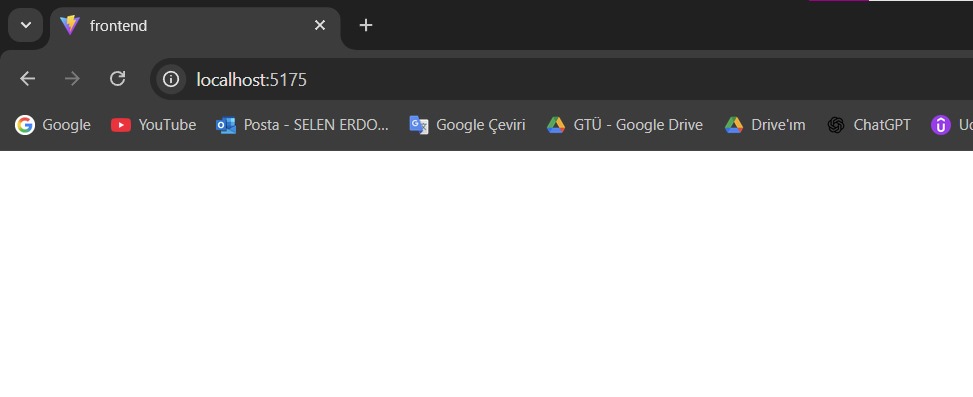 frontend
localhost:5175
Google YouTube Posta - SELEN ERDO... Google Çeviri GTÜ - Google Drive Drive'ım ChatGPT